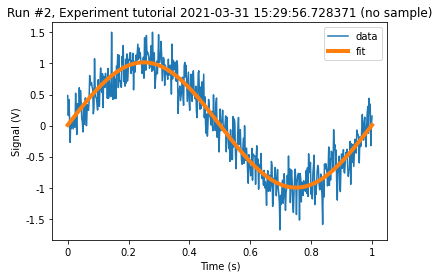 Run #2, Experiment tutorial 2021-03-31 15:29:56.728371 (no sample)
data
fit
Signal (V)
1.5
1
0.5
0
-0.5
-1
-1.5
0
0.2
0.4
0.6
0.8
1
Time (s)